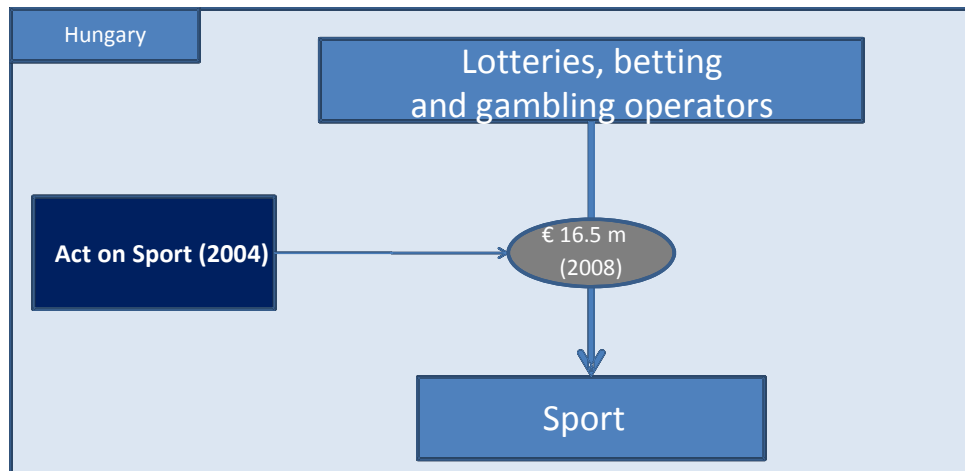 Hungary
Lotteries, betting
and gambling operators
Act on Sport (2004)
€ 16.5 m
(2008)
Sport